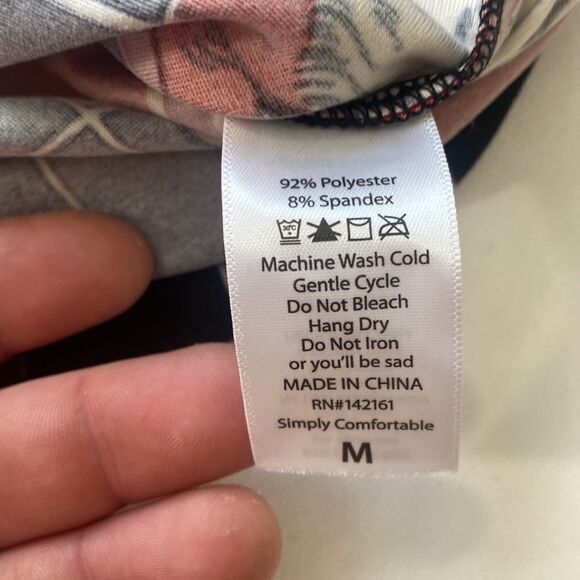 92% Polyester
8% Spandex
30°C
Machine Wash Cold
Gentle Cycle
Do Not Bleach
Hang Dry
Do Not Iron
or you'll be sad
MADE IN CHINA
RN#142161
Simply Comfortable
M